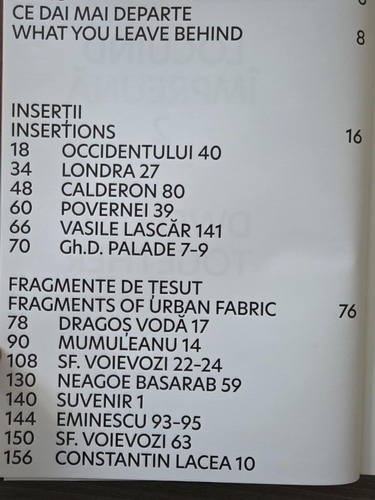 CE DAI MAI DEPARTE
WHAT YOU LEAVE BEHIND 8
INSERȚII
INSERTIONS 16
18 OCCIDENTULUI 40
34 LONDRA 27
48 CALDERON 80
60 POVERNEI 39
66 VASILE LASCĂR 141
70 Gh.D. PALADE 7-9
FRAGMENTE DE ȚESUT
FRAGMENTS OF URBAN FABRIC 76
78 DRAGOȘ VODĂ 17
90 MUMULEANU 14
108 SF. VOIEVOZI 22-24
130 NEAGOE BASARAB 59
140 SUVENIR 1
144 EMINESCU 93-95
150 SF. VOIEVOZI 63
156 CONSTANTIN LACEA 10